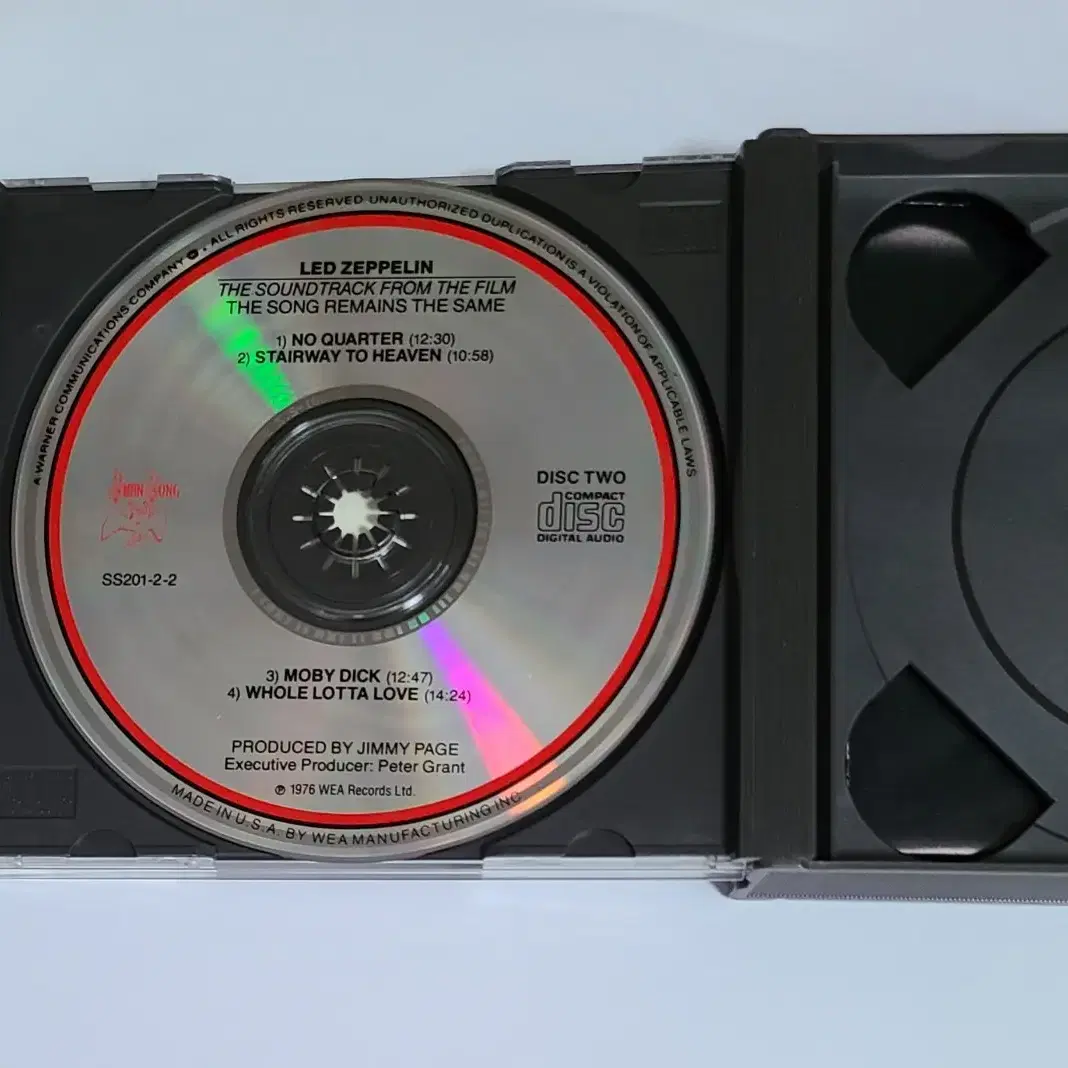 A WARNER COMMUNICATIONS COMPANY • ALL RIGHTS RESERVED UNAUTHORIZED DUPLICATION IS A VIOLATION OF APPLICABLE LAWS
LED ZEPPELIN
THE SOUNDTRACK FROM THE FILM
THE SONG REMAINS THE SAME
1) NO QUARTER (12:30)
2) STAIRWAY TO HEAVEN (10:58)
SWAN SONG
SS201-2-2
DISC TWO
COMPACT
disc
DIGITAL AUDIO
3) MOBY DICK (12:47)
4) WHOLE LOTTA LOVE (14:24)
PRODUCED BY JIMMY PAGE
Executive Producer: Peter Grant
℗ 1976 WEA Records Ltd.
MADE IN U.S.A. BY WEA MANUFACTURING INC.